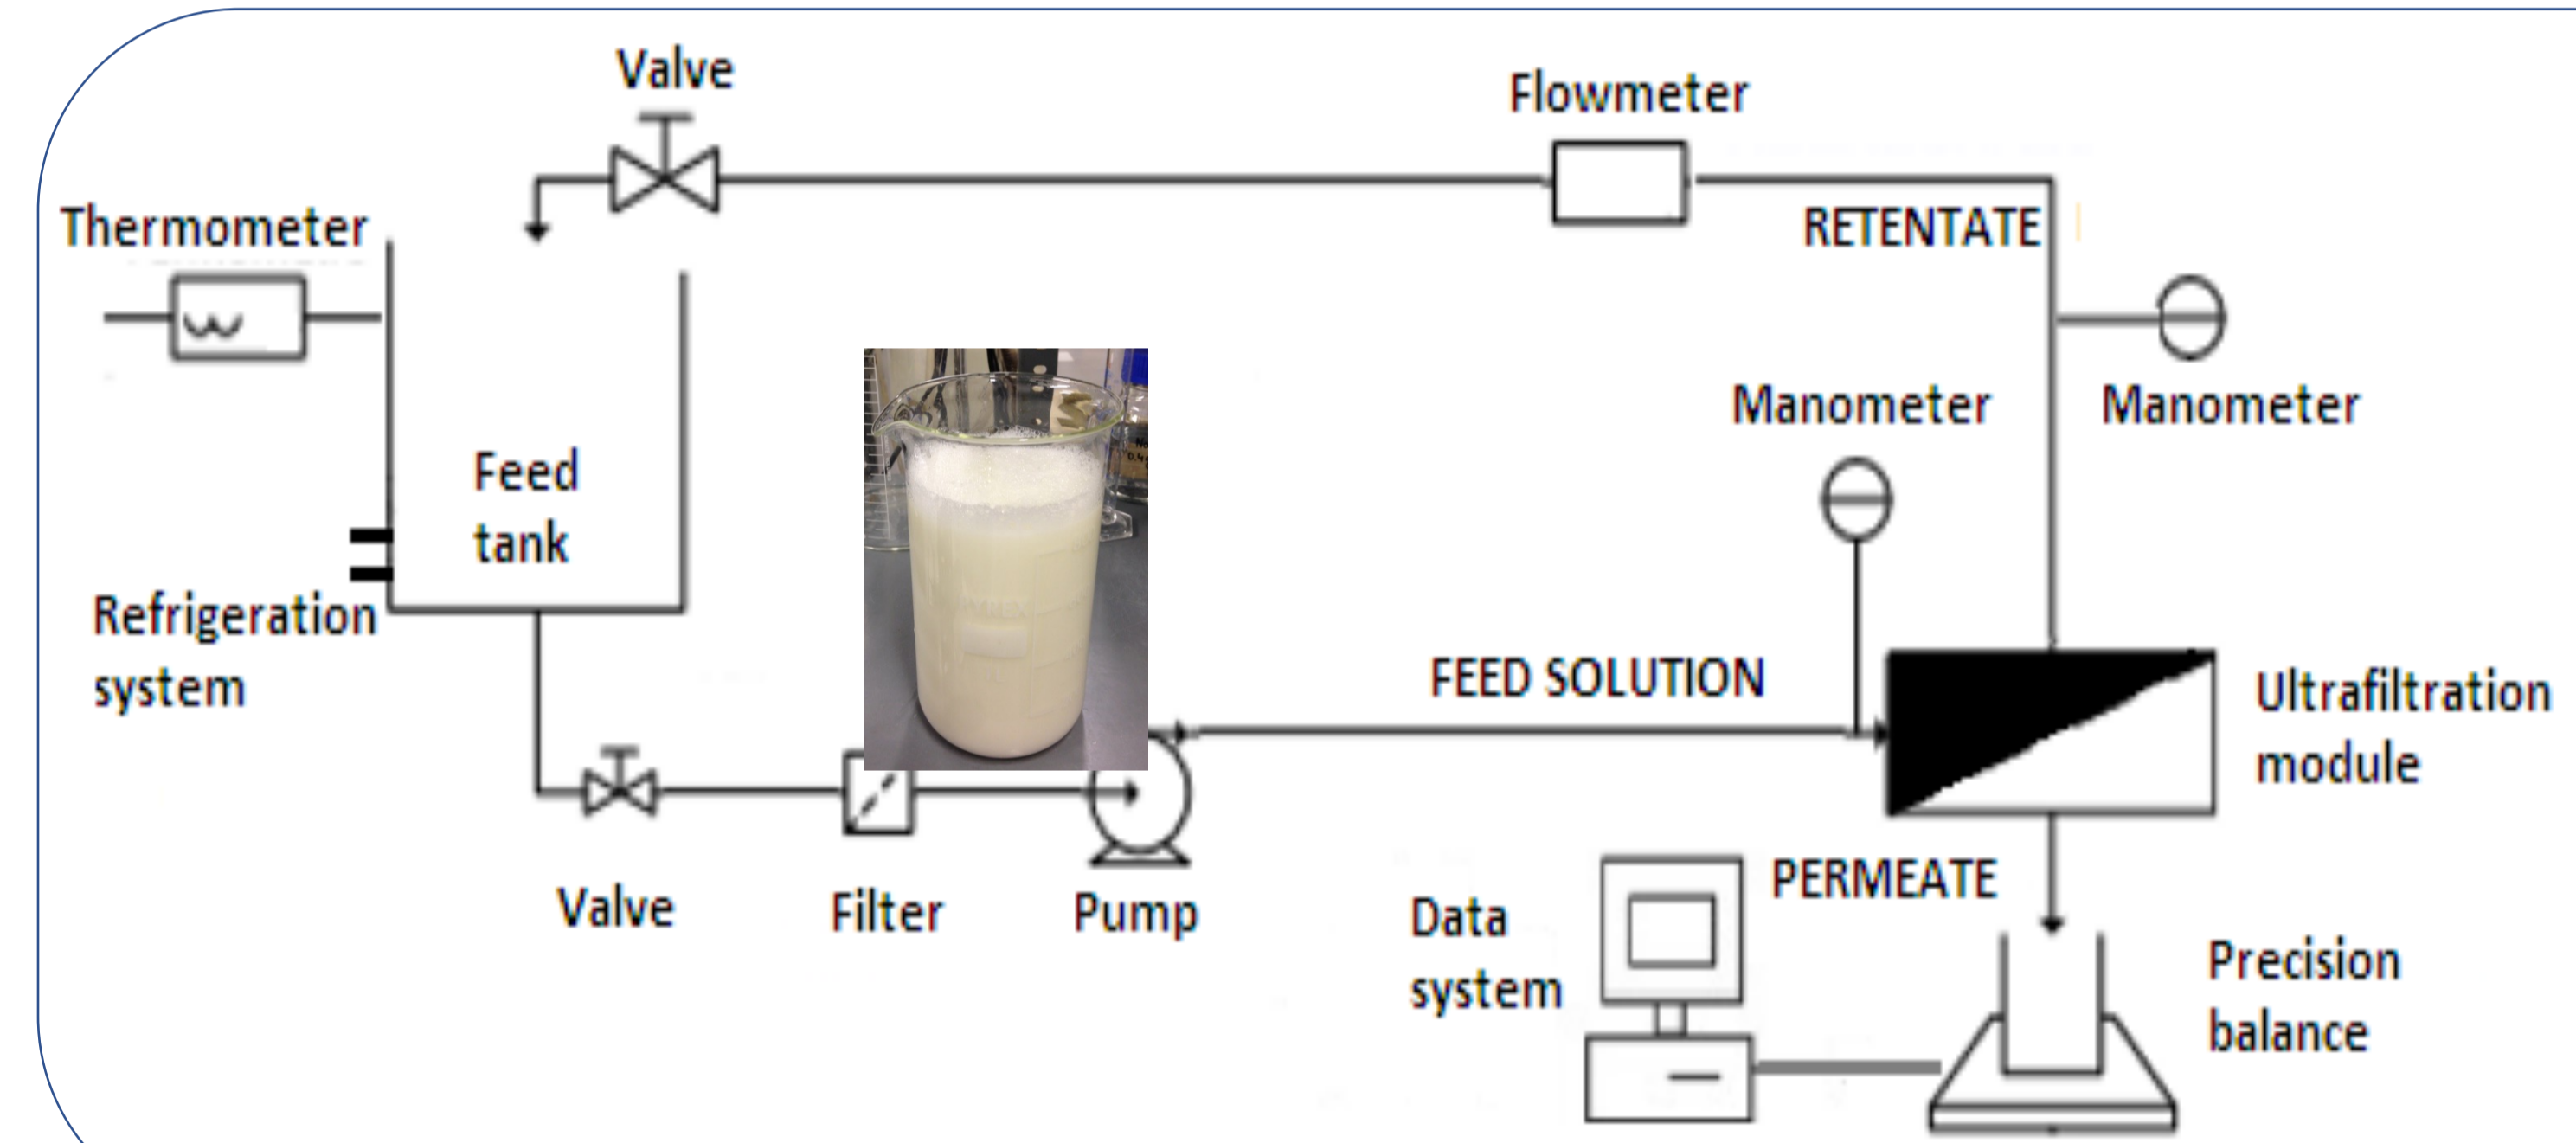 Valve
Flowmeter
Thermometer
RETENTATE
Manometer
Manometer
Feed
tank
Refrigeration
system
FEED SOLUTION
Ultrafiltration
module
Valve
Filter
Pump
Data
system
PERMEATE
Precision
balance